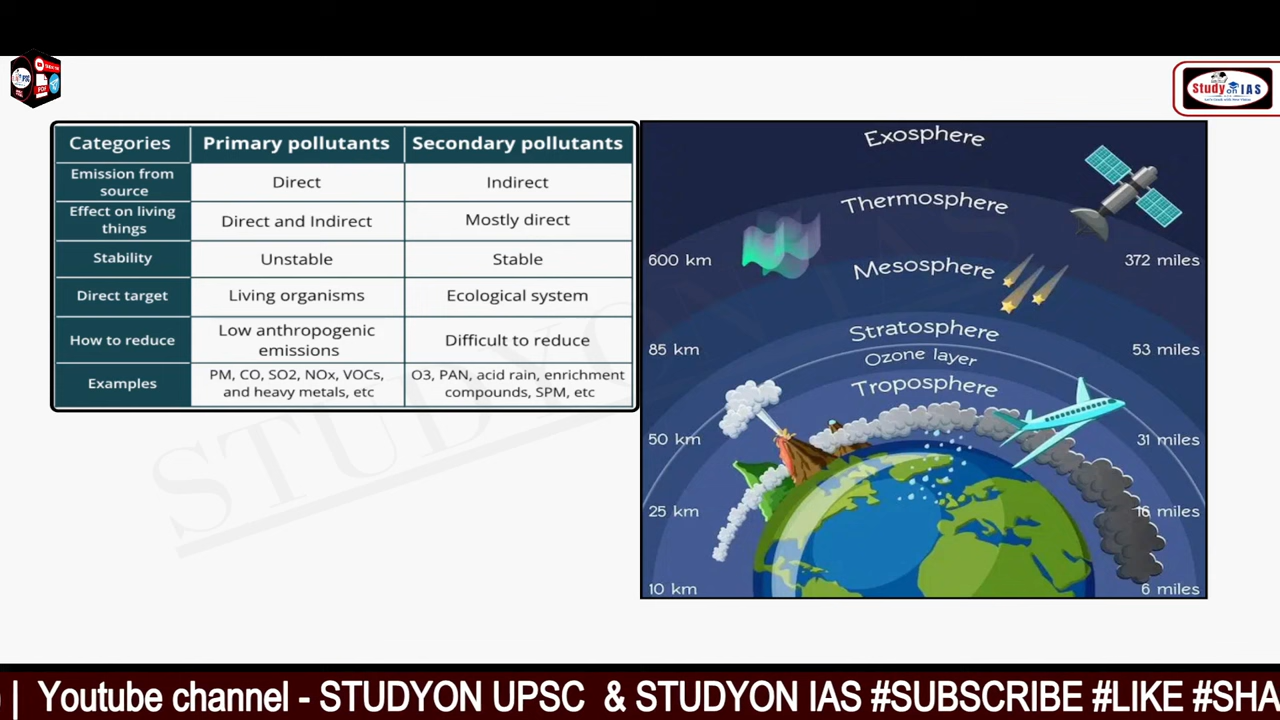 Study on IAS
Categories
Primary pollutants
Secondary pollutants
Emission from
source
Direct
Indirect
Effect on living
things
Direct and Indirect
Mostly direct
Stability
Unstable
Stable
Direct target
Living organisms
Ecological system
How to reduce
Low anthropogenic
emissions
Difficult to reduce
Examples
PM, CO, SO2, NOx, VOCs,
and heavy metals, etc
O3, PAN, acid rain, enrichment
compounds, SPM, etc
Exosphere
Thermosphere
600 km
372 miles
Mesosphere
Stratosphere
85 km
53 miles
Ozone layer
Troposphere
50 km
31 miles
25 km
16 miles
10 km
6 miles
STUDYON IAS
| Youtube channel - STUDYON UPSC & STUDYON IAS #SUBSCRIBE #LIKE #SHA